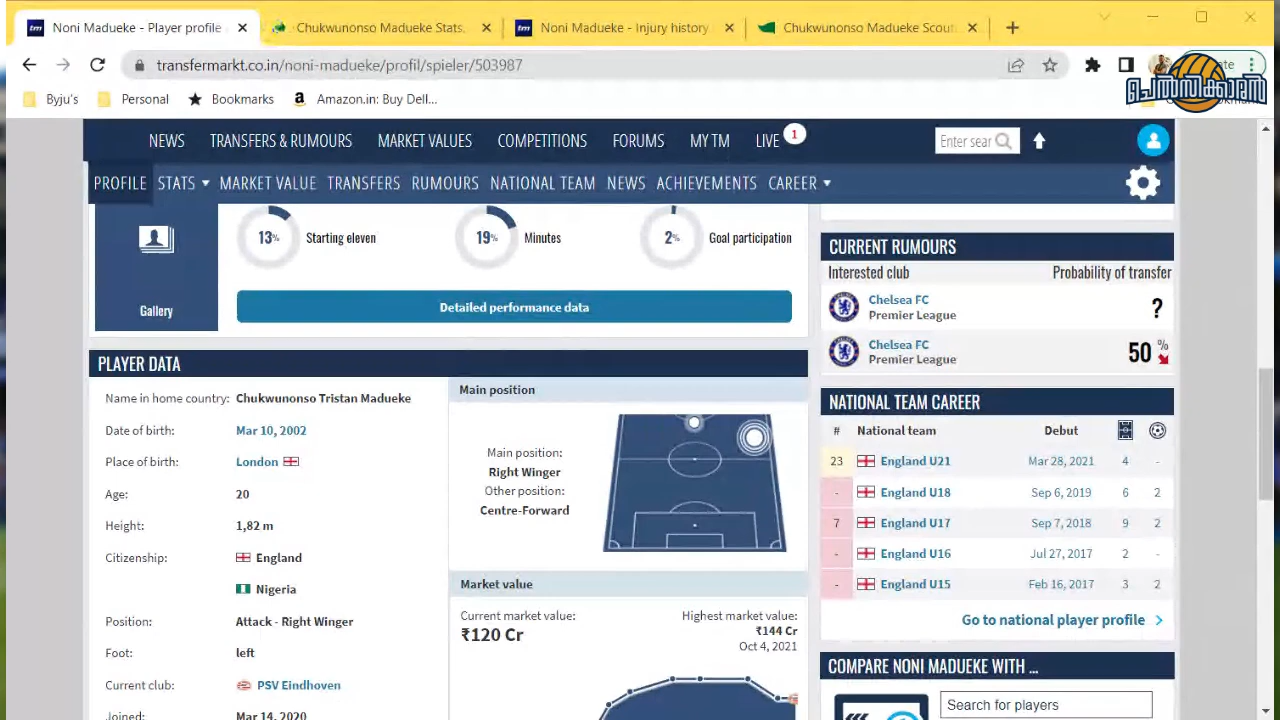 Noni Madueke - Player profile
Chukwunonso Madueke Stats,
Noni Madueke - Injury history
Chukwunonso Madueke Scout
transfermarkt.co.in/noni-madueke/profil/spieler/503987
Byju's
Personal
Bookmarks
Amazon.in: Buy Dell...
ചെൽസിക്കാലൻ
NEWS TRANSFERS & RUMOURS MARKET VALUES COMPETITIONS FORUMS MY TM LIVE 1
Enter sear
PROFILE STATS MARKET VALUE TRANSFERS RUMOURS NATIONAL TEAM NEWS ACHIEVEMENTS CAREER
Gallery
13% Starting eleven 19% Minutes 2% Goal participation
Detailed performance data
PLAYER DATA
Name in home country: Chukwunonso Tristan Madueke
Date of birth: Mar 10, 2002
Place of birth: London
Age: 20
Height: 1,82 m
Citizenship: England
Nigeria
Position: Attack - Right Winger
Foot: left
Current club: PSV Eindhoven
Joined: Mar 14, 2020
Main position
Main position:
Right Winger
Other position:
Centre-Forward
Market value
Current market value:
₹120 Cr
Highest market value:
₹144 Cr
Oct 4, 2021
CURRENT RUMOURS
Interested club Probability of transfer
Chelsea FC
Premier League
?
Chelsea FC
Premier League
50 %
NATIONAL TEAM CAREER
# National team Debut
23 England U21 Mar 28, 2021 4 -
- England U18 Sep 6, 2019 6 2
7 England U17 Sep 7, 2018 9 2
- England U16 Jul 27, 2017 2 -
- England U15 Feb 16, 2017 3 2
Go to national player profile
COMPARE NONI MADUEKE WITH ...
Search for players